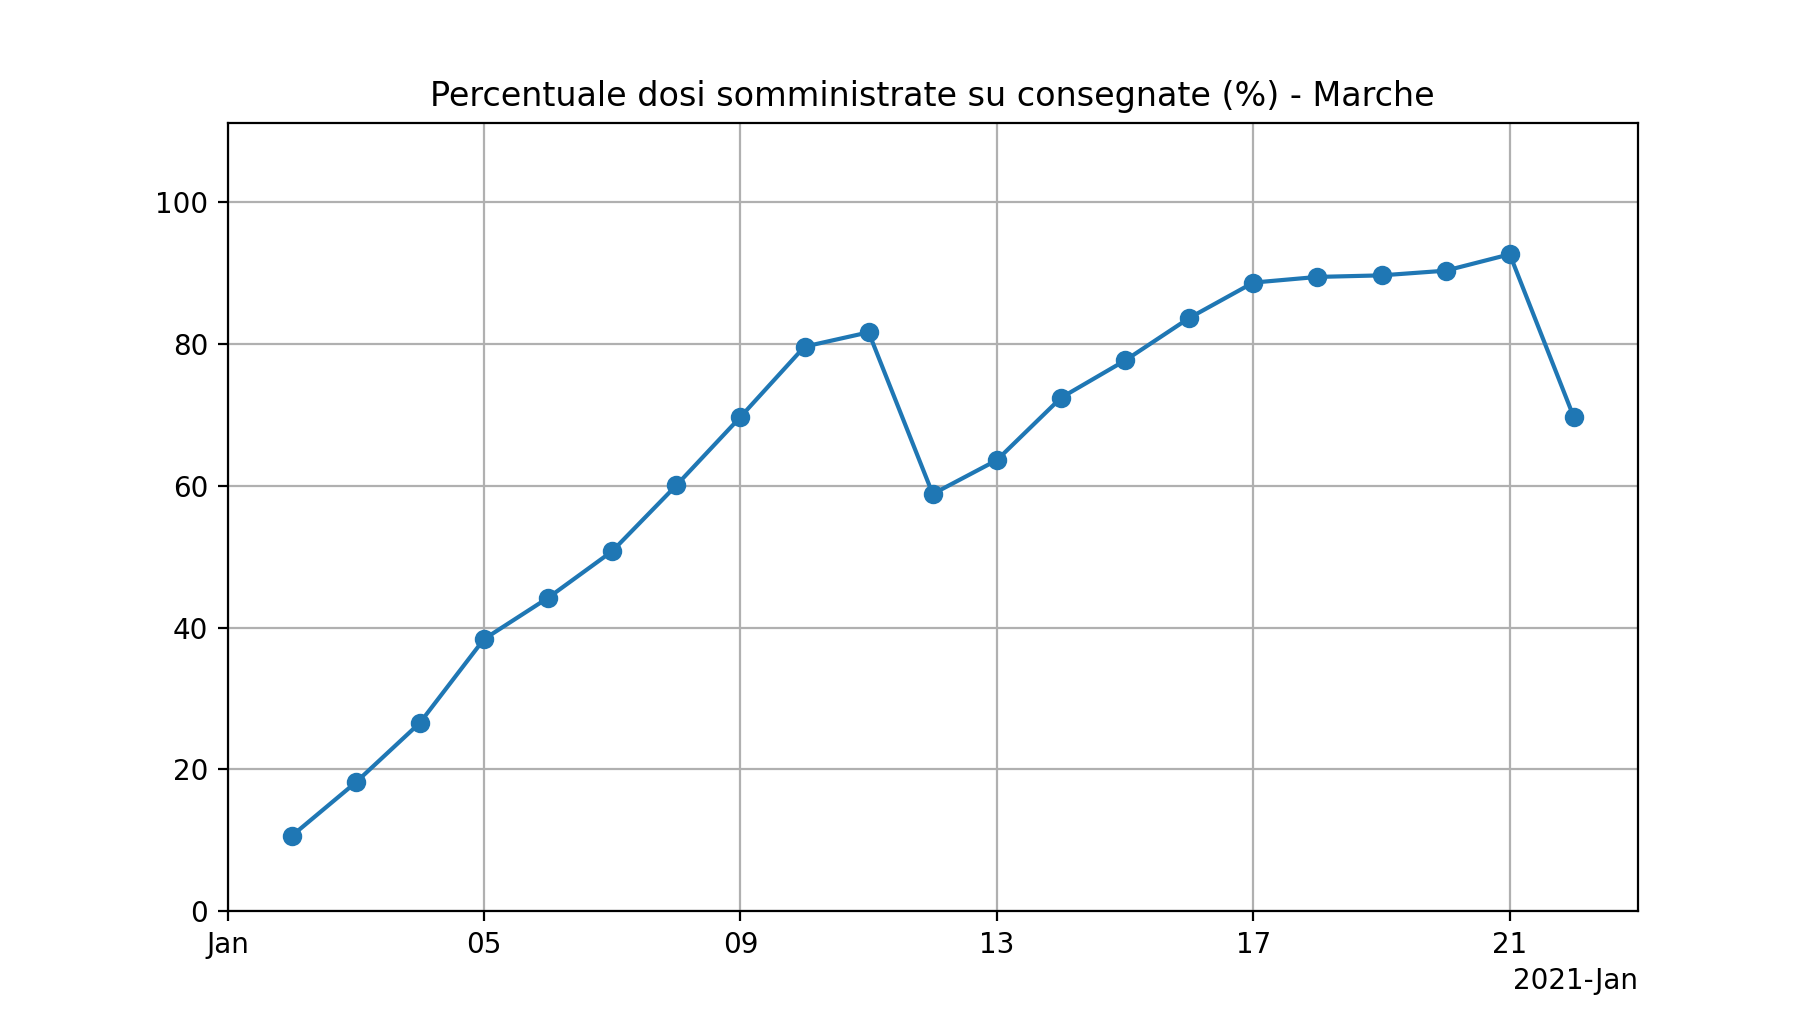 Percentuale dosi somministrate su consegnate (%) - Marche
100
80
60
40
20
0
Jan 05 09 13 17 21
2021-Jan